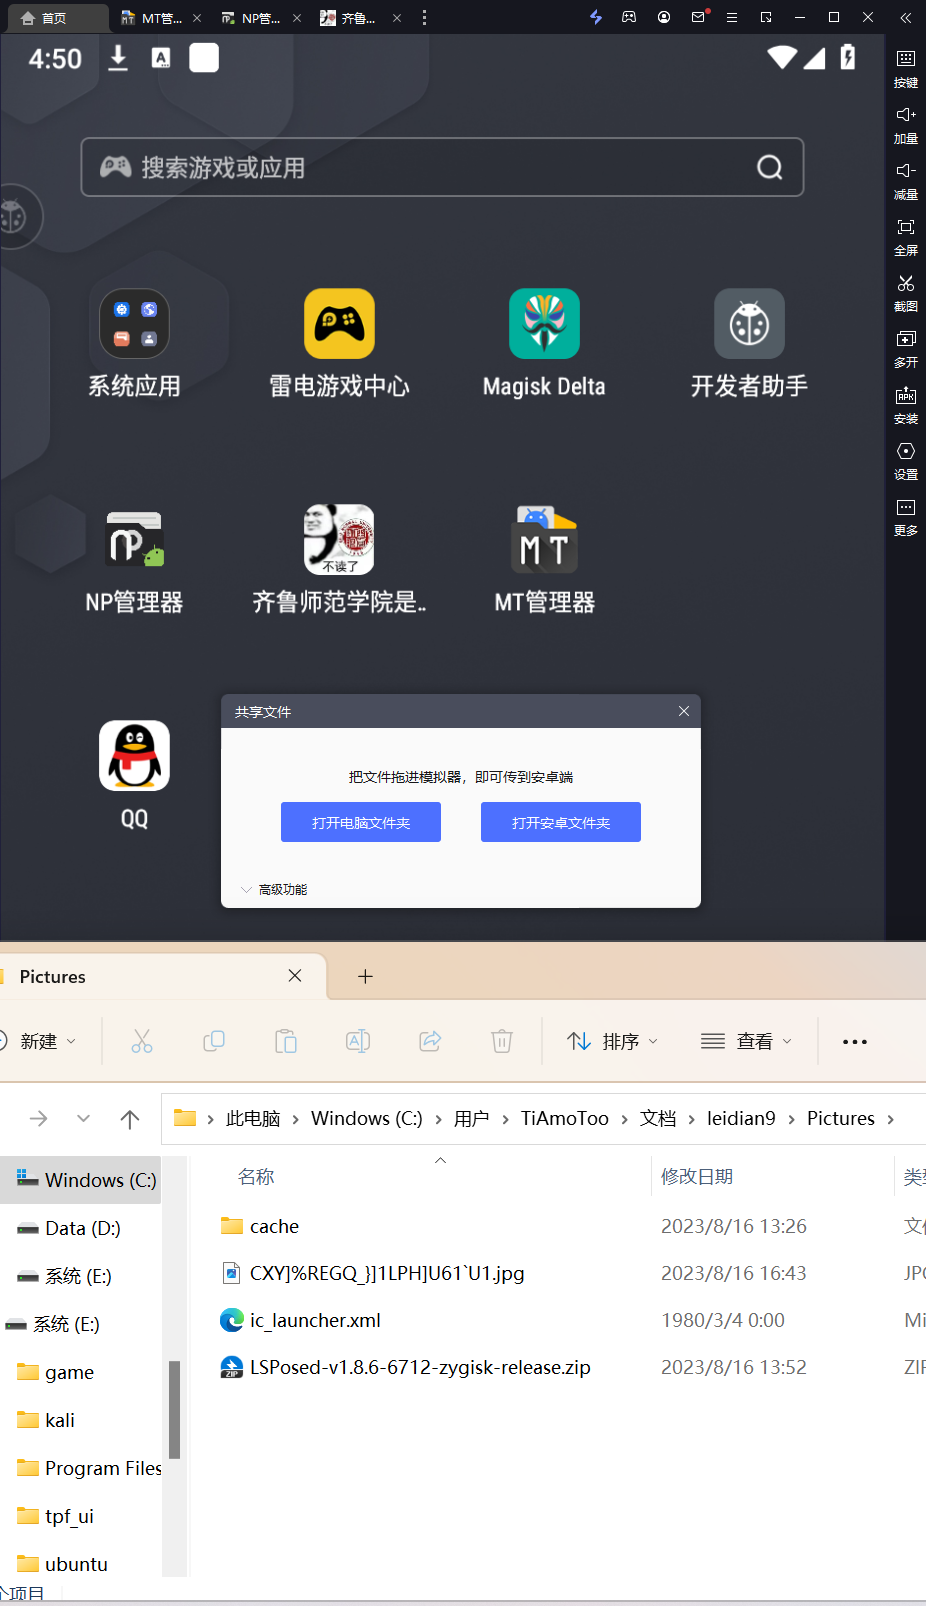 首页
MT管...
NP管...
齐鲁...
4:50
A
搜索游戏或应用
系统应用
雷电游戏中心
Magisk Delta
开发者助手
NP
不读了
MT
NP管理器
齐鲁师范学院是..
MT管理器
QQ
按键
加量
减量
全屏
截图
多开
APK
安装
设置
更多
共享文件
把文件拖进模拟器，即可传到安卓端
打开电脑文件夹
打开安卓文件夹
高级功能
Pictures
新建
排序
查看
此电脑 > Windows (C:) > 用户 > TiAmoToo > 文档 > leidian9 > Pictures >
Windows (C:)
Data (D:)
系统 (E:)
系统 (E:)
game
kali
Program Files
tpf_ui
ubuntu
个项目
名称
修改日期
cache
2023/8/16 13:26
CXY]%REGQ_}]1LPH]U61`U1.jpg
2023/8/16 16:43
ic_launcher.xml
1980/3/4 0:00
Mi
LSPosed-v1.8.6-6712-zygisk-release.zip
2023/8/16 13:52